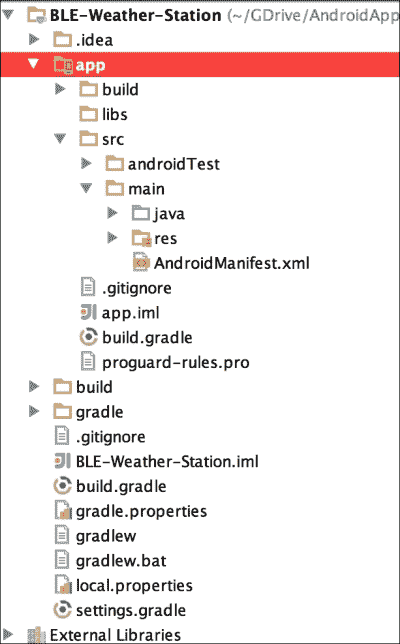 BLE-Weather-Station (~/GDrive/AndroidApp
.idea
app
build
libs
src
androidTest
main
java
res
AndroidManifest.xml
.gitignore
app.iml
build.gradle
proguard-rules.pro
build
gradle
.gitignore
BLE-Weather-Station.iml
build.gradle
gradle.properties
gradlew
gradlew.bat
local.properties
settings.gradle
External Libraries